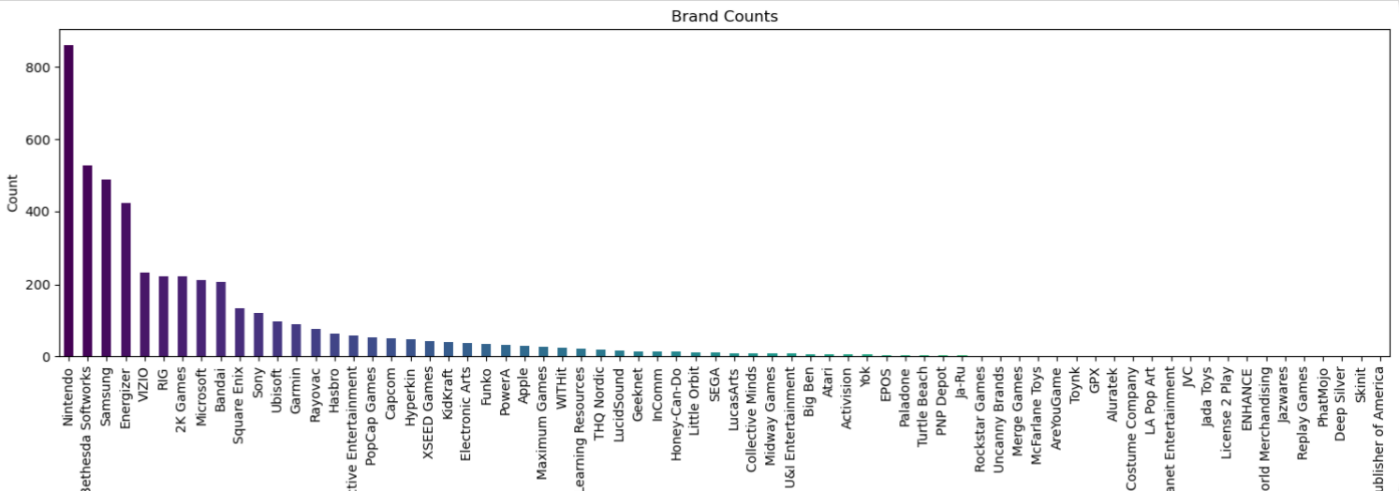 Brand Counts
Count
800
600
400
200
0
Nintendo
Bethesda Softworks
Samsung
Energizer
VIZIO
RIG
2K Games
Microsoft
Bandai
Square Enix
Sony
Ubisoft
Garmin
Rayovac
Hasbro
ctive Entertainment
PopCap Games
Capcom
Hyperkin
XSEED Games
KidKraft
Electronic Arts
Funko
PowerA
Apple
Maximum Games
WITHit
Learning Resources
THQ Nordic
LucidSound
Geeknet
InComm
Honey-Can-Do
Little Orbit
SEGA
LucasArts
Collective Minds
Midway Games
U&I Entertainment
Big Ben
Atari
Activision
Yok
EPOS
Paladone
Turtle Beach
PNP Depot
Ja-Ru
Rockstar Games
Uncanny Brands
Merge Games
McFarlane Toys
AreYouGame
Toynk
GPX
Aluratek
Costume Company
LA Pop Art
anet Entertainment
JVC
Jada Toys
License 2 Play
ENHANCE
orld Merchandising
Jazwares
Replay Games
PhatMojo
Deep Silver
Skinit
ublisher of America